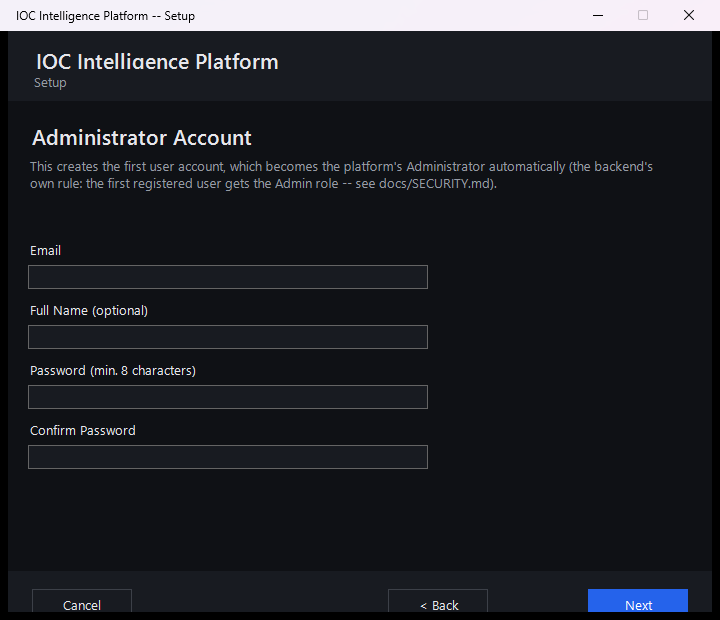 IOC Intelligence Platform -- Setup
IOC Intelligence Platform
Setup
Administrator Account
This creates the first user account, which becomes the platform's Administrator automatically (the backend's
own rule: the first registered user gets the Admin role -- see docs/SECURITY.md).
Email
Full Name (optional)
Password (min. 8 characters)
Confirm Password
Cancel
< Back
Next